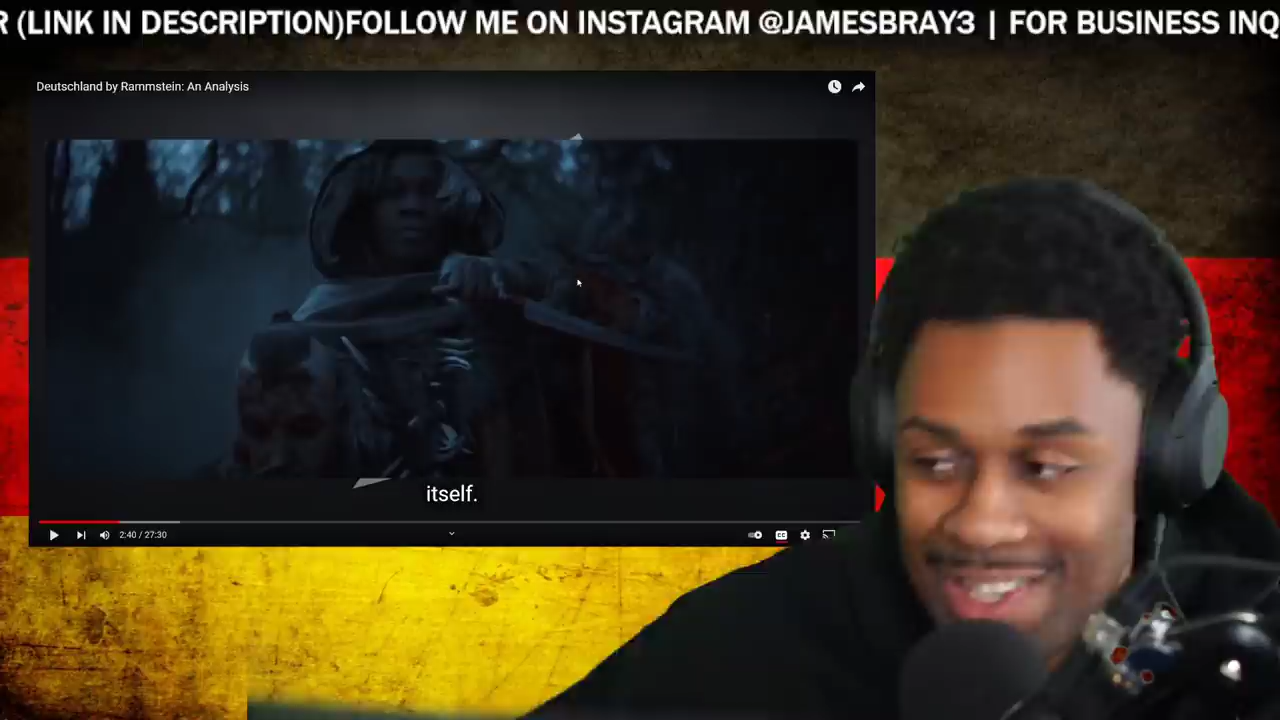 R (LINK IN DESCRIPTION)FOLLOW ME ON INSTAGRAM @JAMESBRAY3 | FOR BUSINESS INQ
Deutschland by Rammstein: An Analysis
itself.
2:40 / 27:30
CC